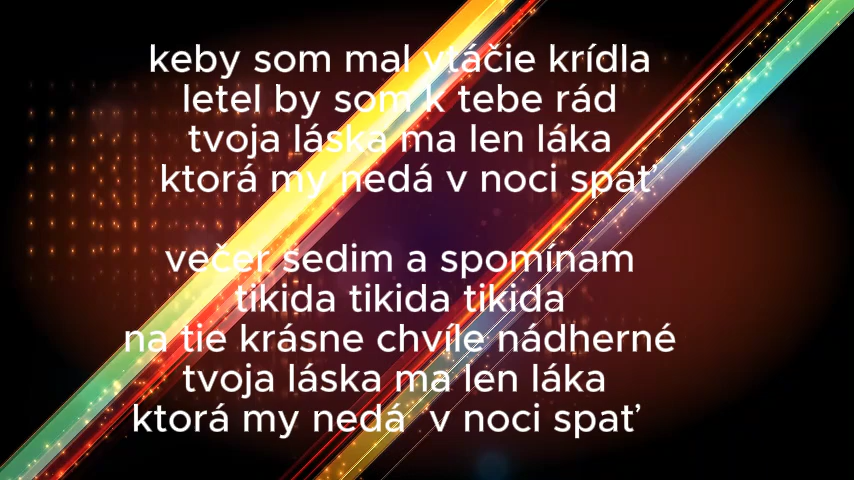 keby som mal vtáčie krídla
letel by som k tebe rád
tvoja láska ma len láka
ktorá my nedá v noci spať
večer sedim a spomínam
tikida tikida tikida
na tie krásne chvíle nádherné
tvoja láska ma len láka
ktorá my nedá v noci spať